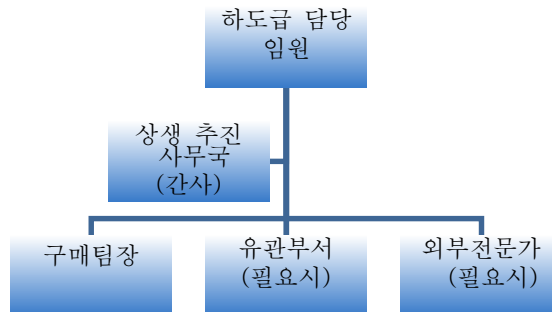 하도급 담당
임원
상생 추진
사무국
(간사)
구매팀장
유관부서
(필요시)
외부전문가
(필요시)